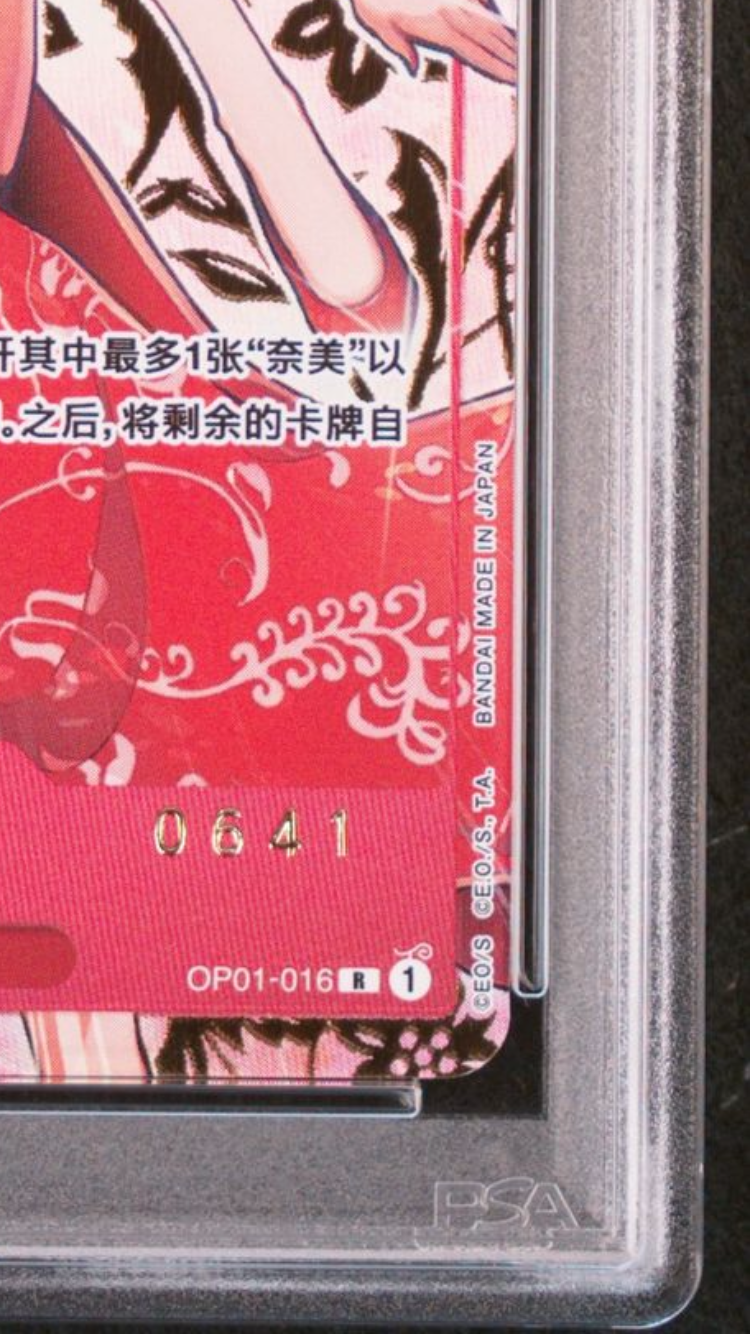 开其中最多1张“奈美”以
。之后,将剩余的卡牌自
BANDAI MADE IN JAPAN
©EO/S ©E.O./S., T.A.
0641
OP01-016 R 1
PSA